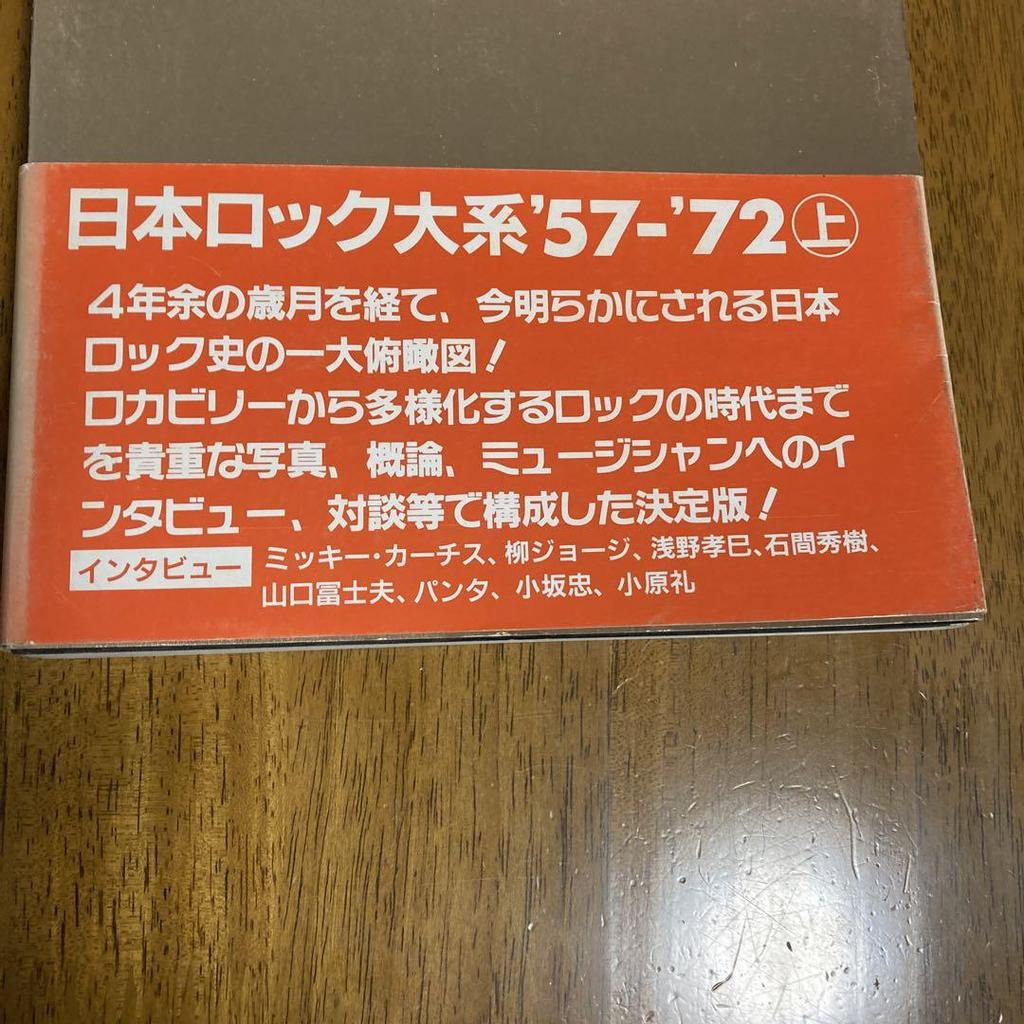 日本ロック大系'57-'72㊤
4年余の歳月を経て、今明らかにされる日本
ロック史の一大俯瞰図!
ロカビリーから多様化するロックの時代まで
を貴重な写真、概論、ミュージシャンへのイ
ンタビュー、対談等で構成した決定版!
インタビュー ミッキー・カーチス、柳ジョージ、浅野孝巳、石間秀樹、
山口冨士夫、パンタ、小坂忠、小原礼